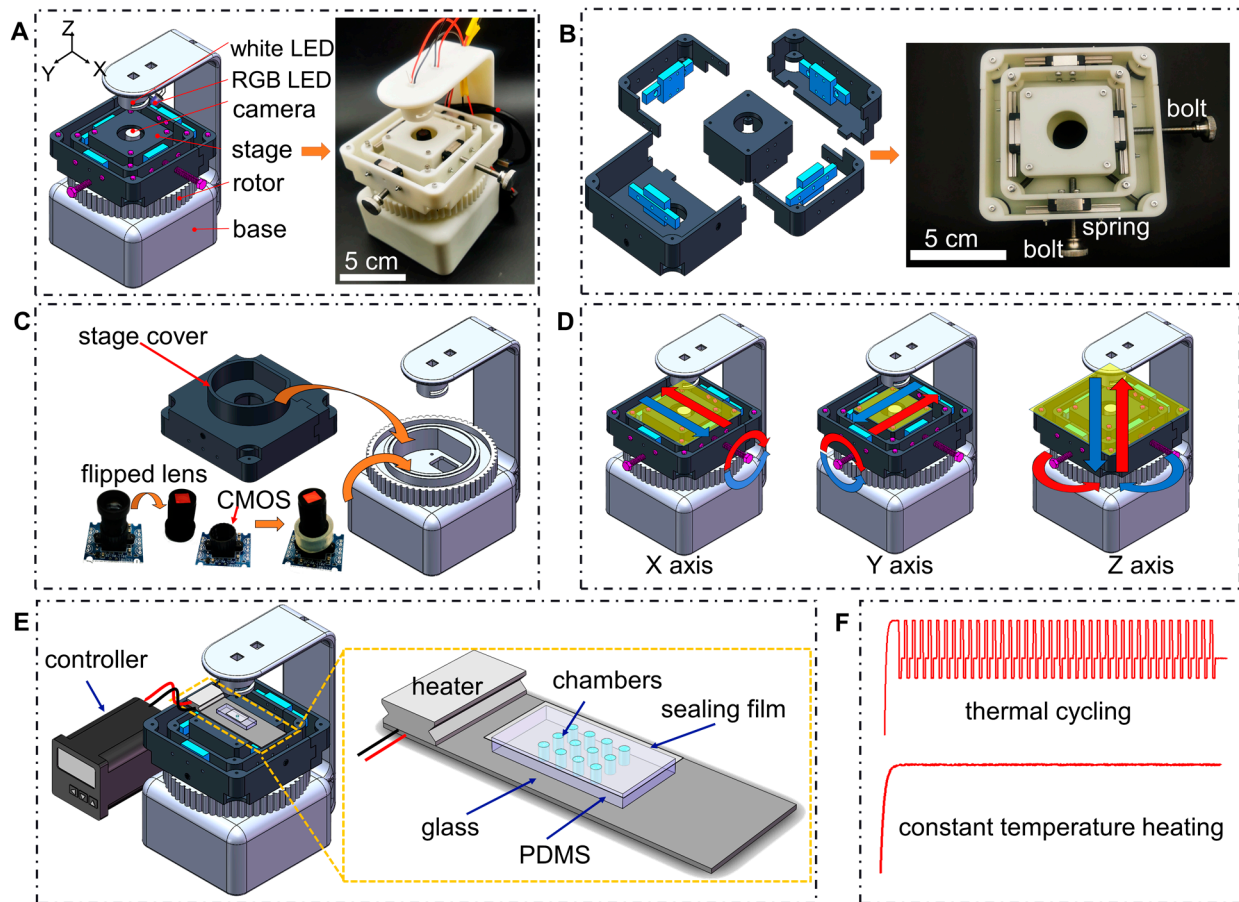 A
Z
Y
X
white LED
RGB LED
camera
stage
rotor
base
5 cm
B
bolt
spring
bolt
5 cm
C
stage cover
flipped lens
CMOS
D
X axis
Y axis
Z axis
E
controller
heater
chambers
sealing film
glass
PDMS
F
thermal cycling
constant temperature heating